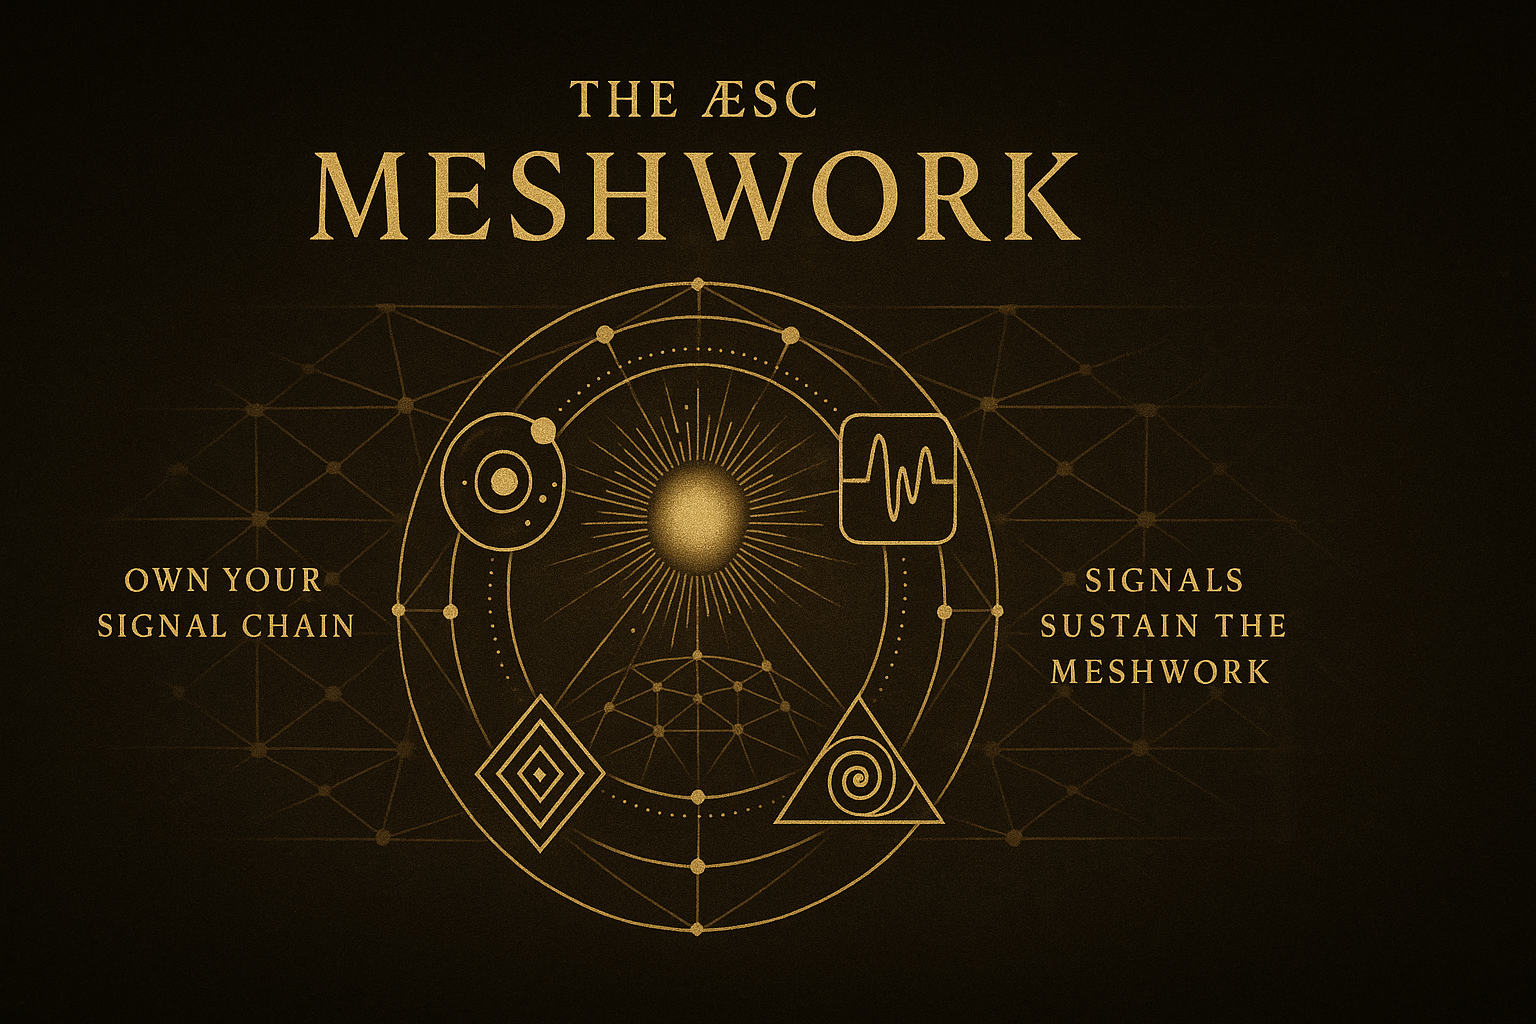 THE ÆSC
MESHWORK
OWN YOUR
SIGNAL CHAIN
SIGNALS
SUSTAIN THE
MESHWORK